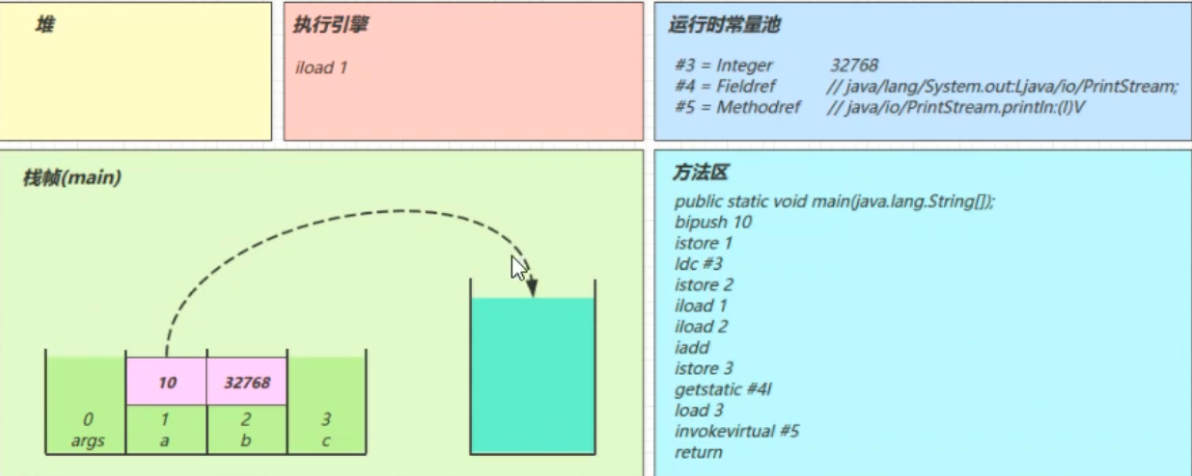 堆
执行引擎
iload 1
运行时常量池
#3 = Integer 32768
#4 = Fieldref // java/lang/System.out:Ljava/io/PrintStream;
#5 = Methodref // java/io/PrintStream.println:(I)V
栈帧(main)
10 32768
0 1 2 3
args a b c
方法区
public static void main(java.lang.String[]);
bipush 10
istore 1
ldc #3
istore 2
iload 1
iload 2
iadd
istore 3
getstatic #4I
load 3
invokevirtual #5
return